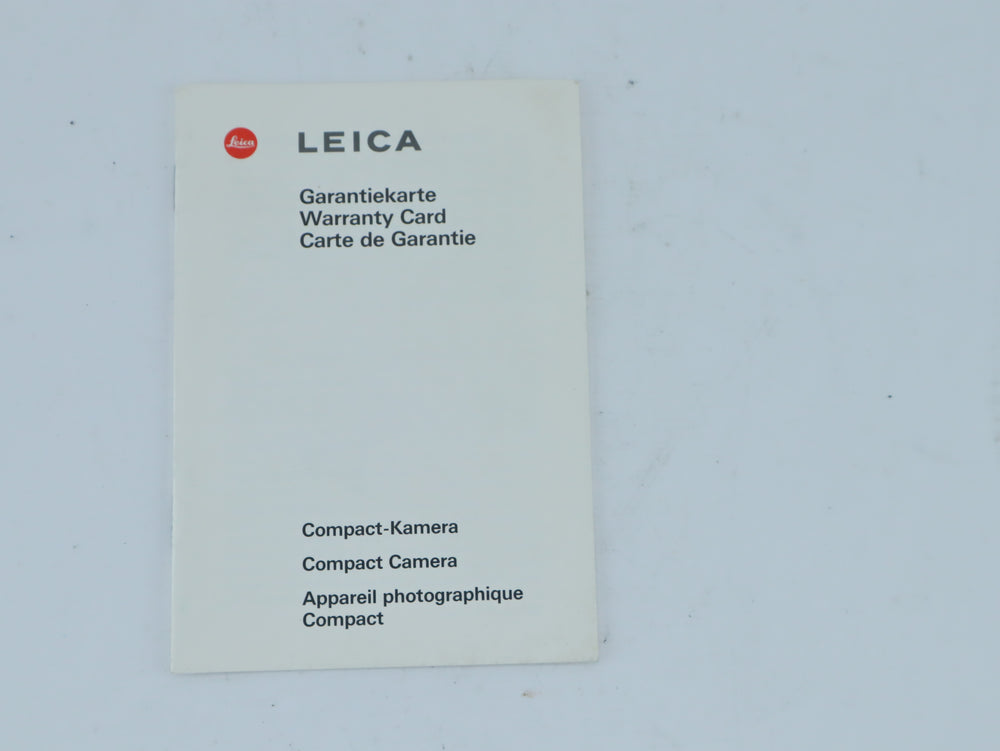 Leica
LEICA
Garantiekarte
Warranty Card
Carte de Garantie
Compact-Kamera
Compact Camera
Appareil photographique
Compact